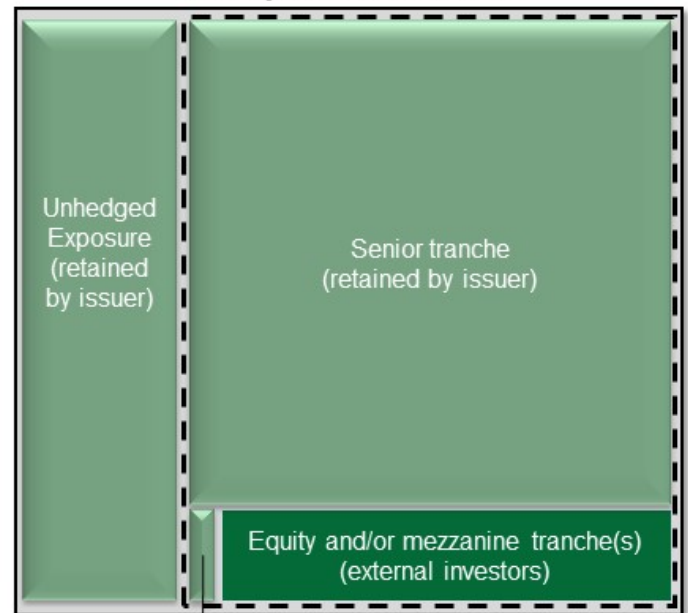 Unhedged
Exposure
(retained
by issuer)
Senior tranche
(retained by issuer)
Equity and/or mezzanine tranche(s)
(external investors)